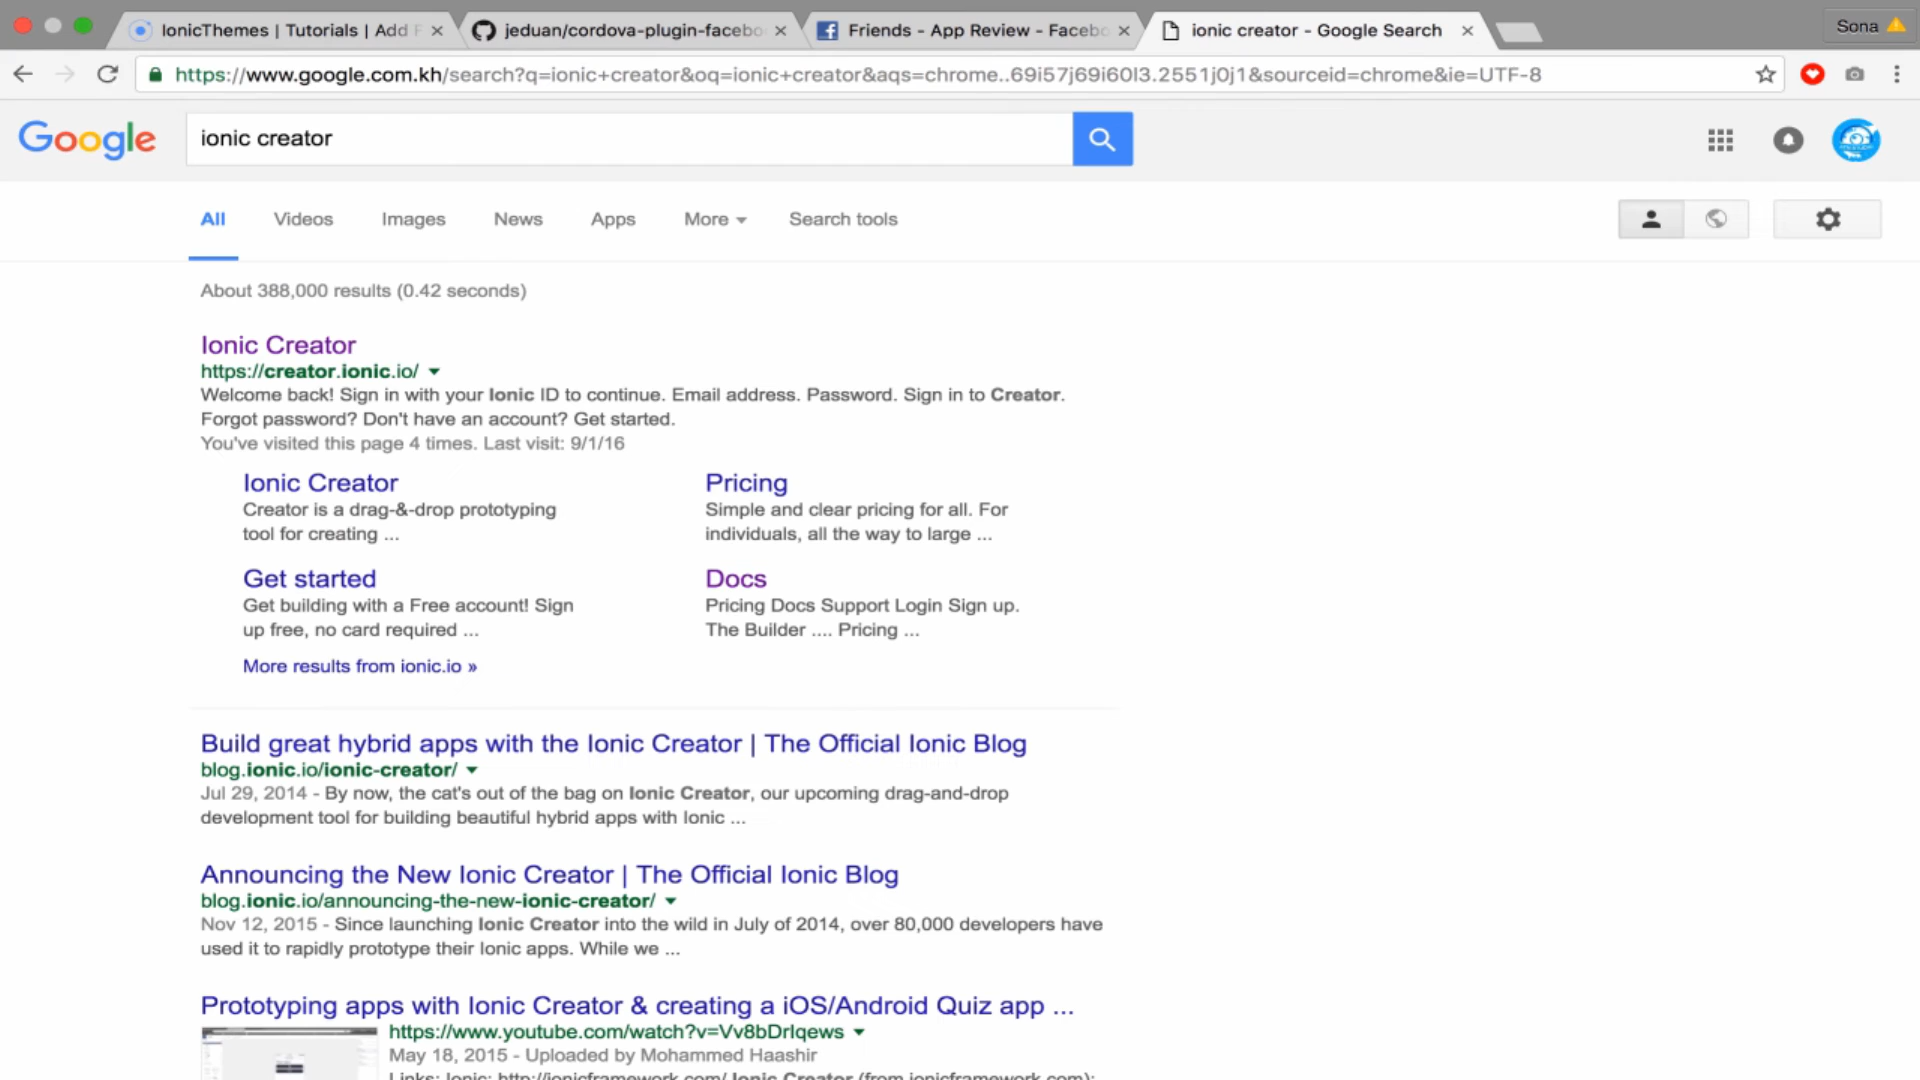 IonicThemes | Tutorials | Add F
jeduan/cordova-plugin-facebo
Friends - App Review - Facebo
ionic creator - Google Search
Sona
https://www.google.com.kh/search?q=ionic+creator&oq=ionic+creator&aqs=chrome..69i57j69i60l3.2551j0j1&sourceid=chrome&ie=UTF-8
Google
ionic creator
All Videos Images News Apps More Search tools
About 388,000 results (0.42 seconds)
Ionic Creator
https://creator.ionic.io/
Welcome back! Sign in with your Ionic ID to continue. Email address. Password. Sign in to Creator.
Forgot password? Don't have an account? Get started.
You've visited this page 4 times. Last visit: 9/1/16
Ionic Creator
Creator is a drag-&-drop prototyping
tool for creating ...
Pricing
Simple and clear pricing for all. For
individuals, all the way to large ...
Get started
Get building with a Free account! Sign
up free, no card required ...
Docs
Pricing Docs Support Login Sign up.
The Builder .... Pricing ...
More results from ionic.io »
Build great hybrid apps with the Ionic Creator | The Official Ionic Blog
blog.ionic.io/ionic-creator/
Jul 29, 2014 - By now, the cat's out of the bag on Ionic Creator, our upcoming drag-and-drop
development tool for building beautiful hybrid apps with Ionic ...
Announcing the New Ionic Creator | The Official Ionic Blog
blog.ionic.io/announcing-the-new-ionic-creator/
Nov 12, 2015 - Since launching Ionic Creator into the wild in July of 2014, over 80,000 developers have
used it to rapidly prototype their Ionic apps. While we ...
Prototyping apps with Ionic Creator & creating a iOS/Android Quiz app ...
https://www.youtube.com/watch?v=Vv8bDrIqews
May 18, 2015 - Uploaded by Mohammed Haashir
Links: Ionic: http://ionicframework.com/ Ionic Creator (from ionicframework.com):